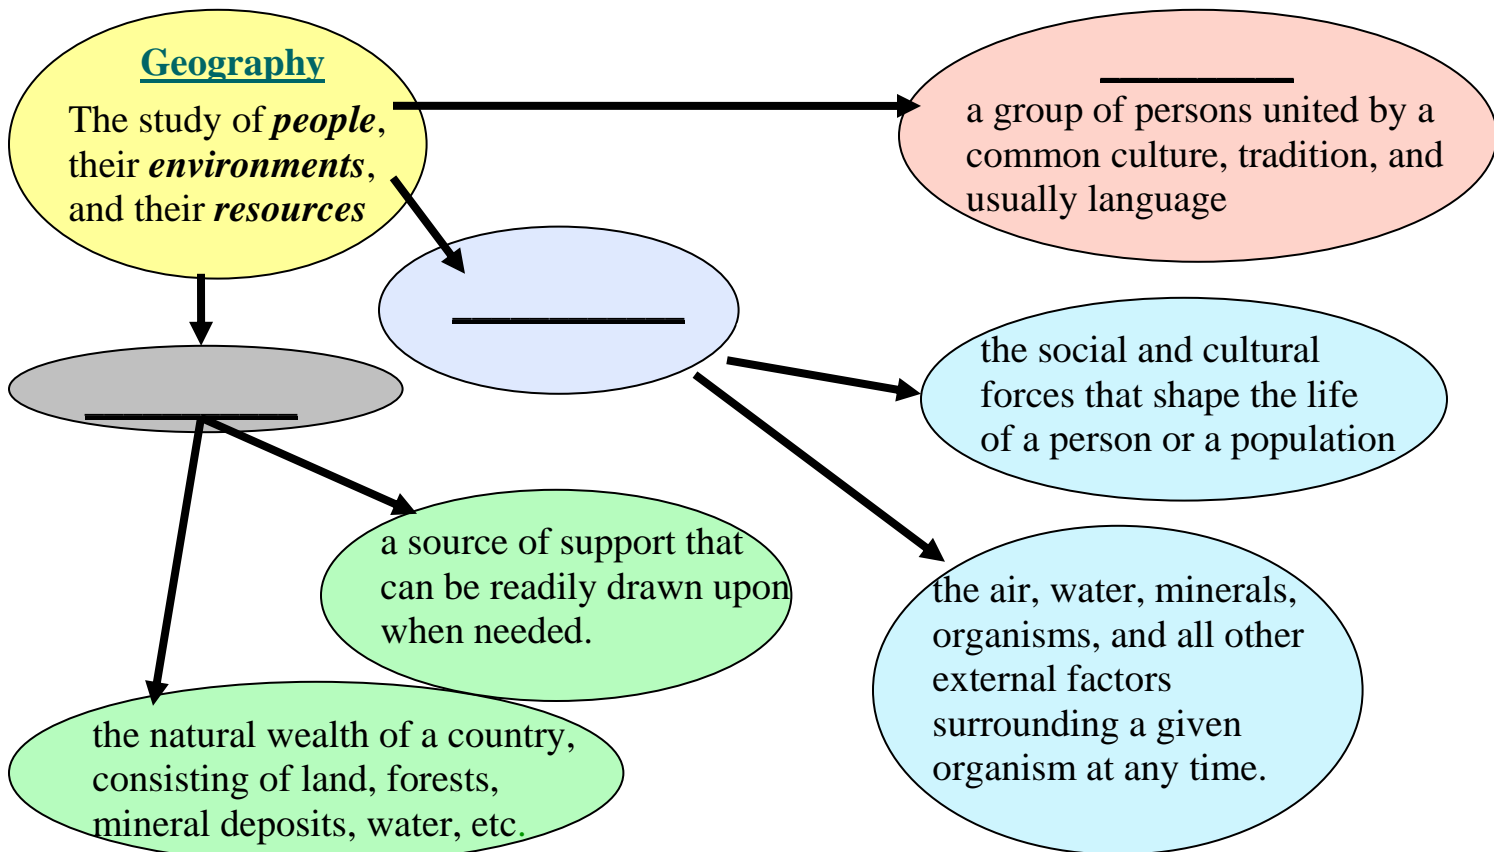 Geography
The study of people,
their environments,
and their resources
__________
a group of persons united by a
common culture, tradition, and
usually language
____________
___________
the social and cultural
forces that shape the life
of a person or a population
a source of support that
can be readily drawn upon
when needed.
the air, water, minerals,
organisms, and all other
external factors
surrounding a given
organism at any time.
the natural wealth of a country,
consisting of land, forests,
mineral deposits, water, etc.